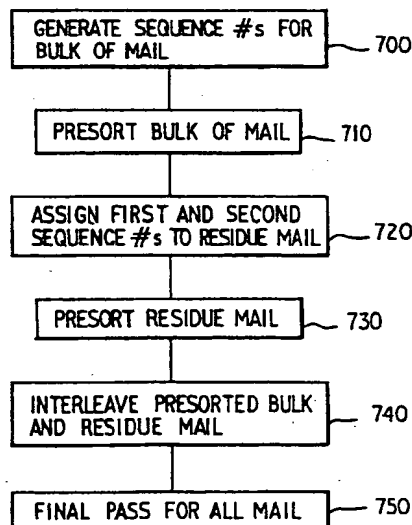 GENERATE SEQUENCE #s FOR
BULK OF MAIL
700
PRESORT BULK OF MAIL
710
ASSIGN FIRST AND SECOND
SEQUENCE #s TO RESIDUE MAIL
720
PRESORT RESIDUE MAIL
730
INTERLEAVE PRESORTED BULK
AND RESIDUE MAIL
740
FINAL PASS FOR ALL MAIL
750